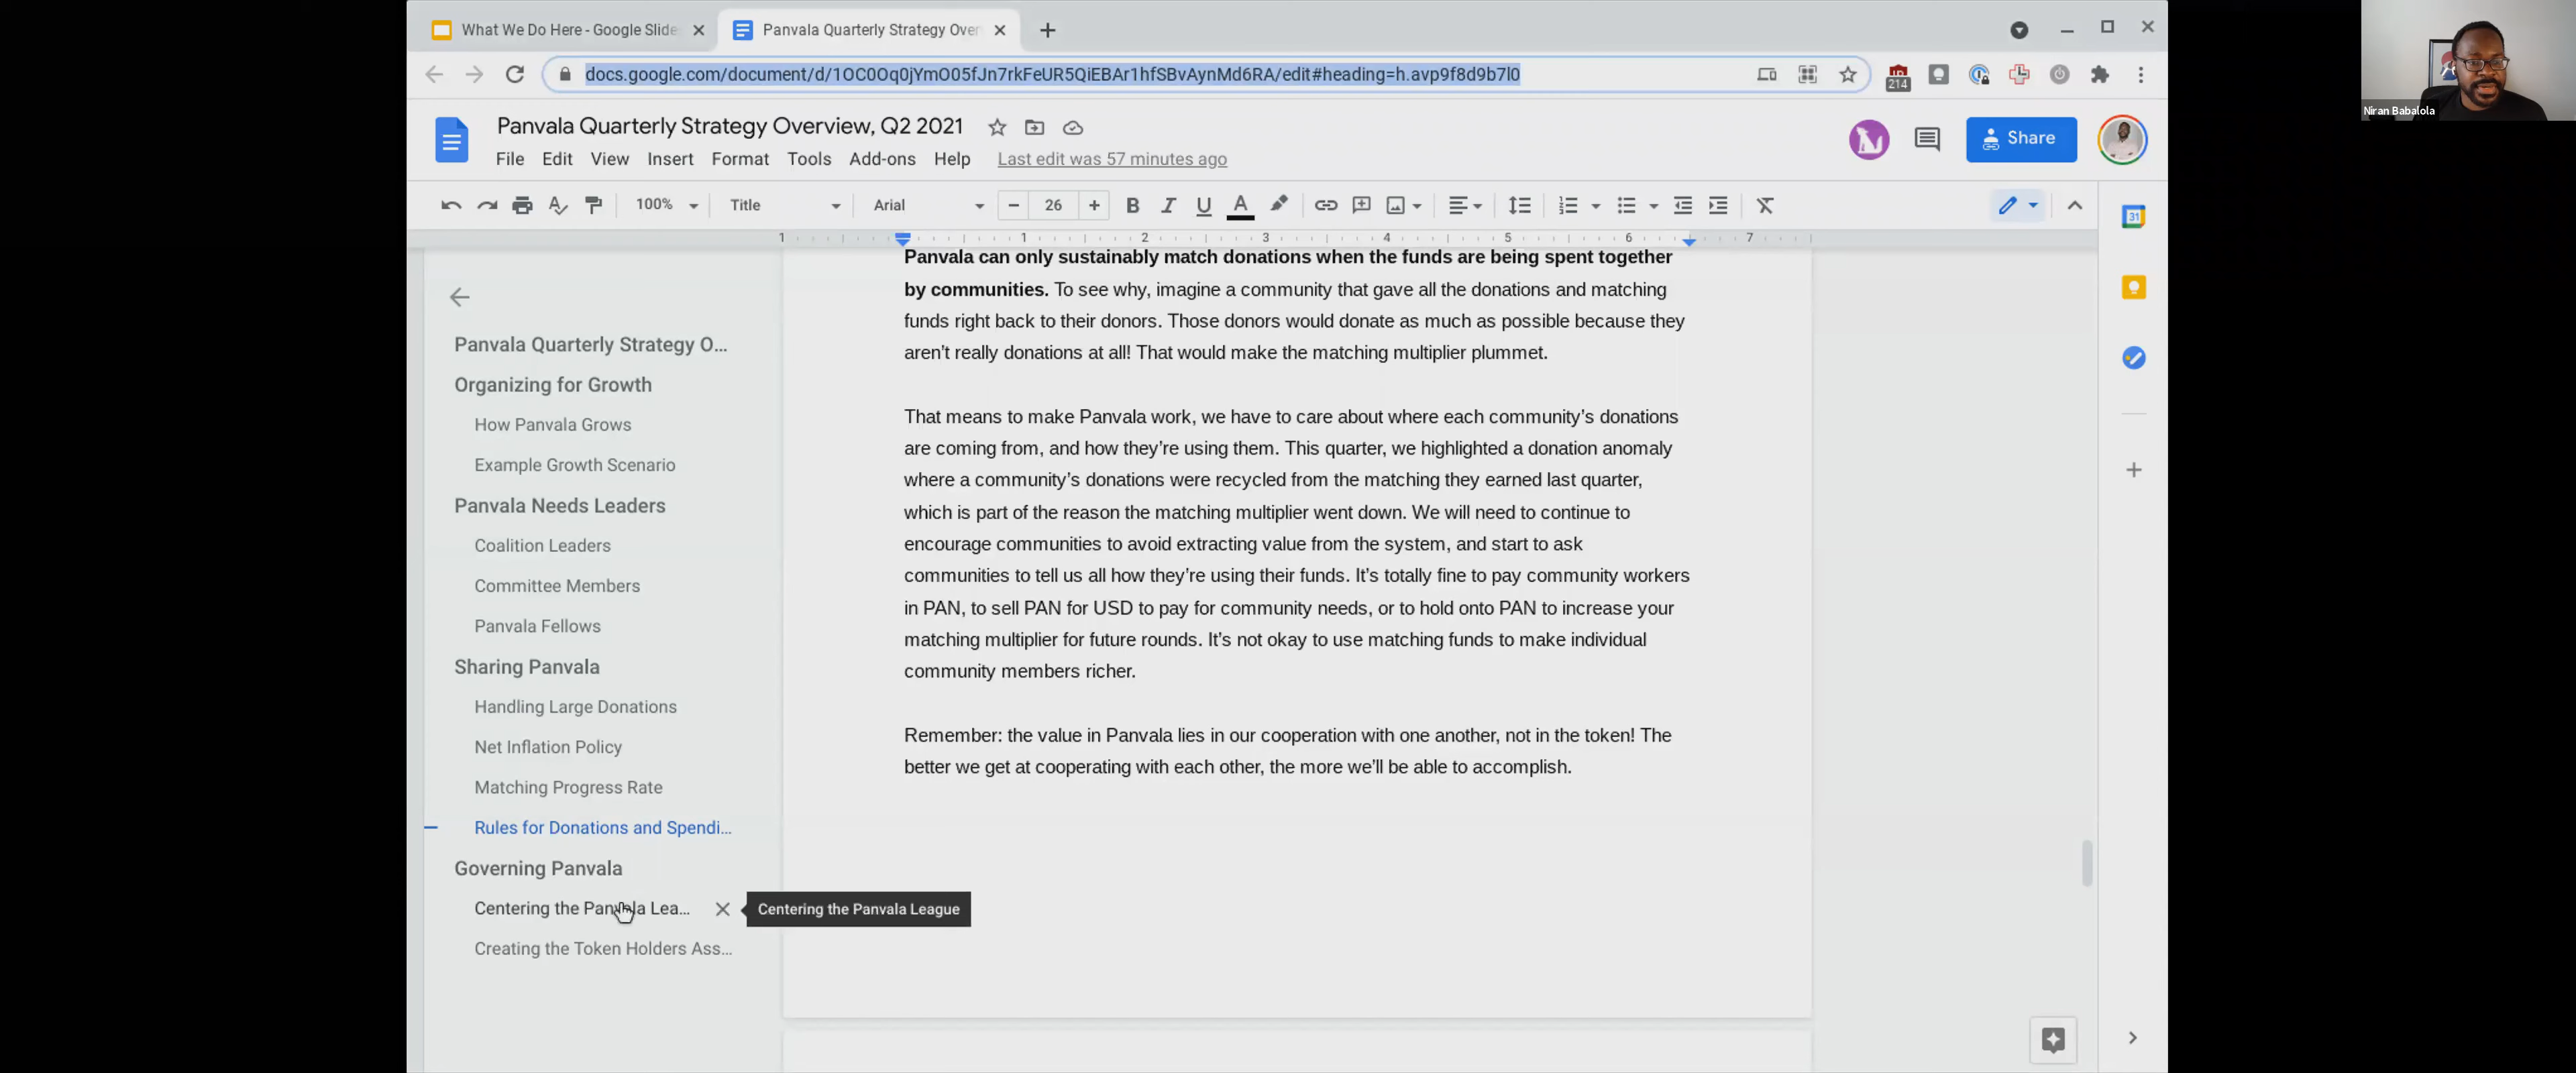 What We Do Here - Google Slide
Panvala Quarterly Strategy Over
docs.google.com/document/d/1OC0Oq0jYmO05fJn7rkFeUR5QiEBAr1hfSBvAynMd6RA/edit#heading=h.avp9f8d9b7l0
214
Niran Babalola
Panvala Quarterly Strategy Overview, Q2 2021
File Edit View Insert Format Tools Add-ons Help Last edit was 57 minutes ago
Share
100% Title Arial 26
1 1 2 3 4 5 6 7
31
Panvala Quarterly Strategy O...
Organizing for Growth
How Panvala Grows
Example Growth Scenario
Panvala Needs Leaders
Coalition Leaders
Committee Members
Panvala Fellows
Sharing Panvala
Handling Large Donations
Net Inflation Policy
Matching Progress Rate
Rules for Donations and Spendi...
Governing Panvala
Centering the Panvala Lea...
Centering the Panvala League
Creating the Token Holders Ass...
Panvala can only sustainably match donations when the funds are being spent together
by communities. To see why, imagine a community that gave all the donations and matching
funds right back to their donors. Those donors would donate as much as possible because they
aren't really donations at all! That would make the matching multiplier plummet.
That means to make Panvala work, we have to care about where each community's donations
are coming from, and how they're using them. This quarter, we highlighted a donation anomaly
where a community's donations were recycled from the matching they earned last quarter,
which is part of the reason the matching multiplier went down. We will need to continue to
encourage communities to avoid extracting value from the system, and start to ask
communities to tell us all how they're using their funds. It's totally fine to pay community workers
in PAN, to sell PAN for USD to pay for community needs, or to hold onto PAN to increase your
matching multiplier for future rounds. It's not okay to use matching funds to make individual
community members richer.
Remember: the value in Panvala lies in our cooperation with one another, not in the token! The
better we get at cooperating with each other, the more we'll be able to accomplish.